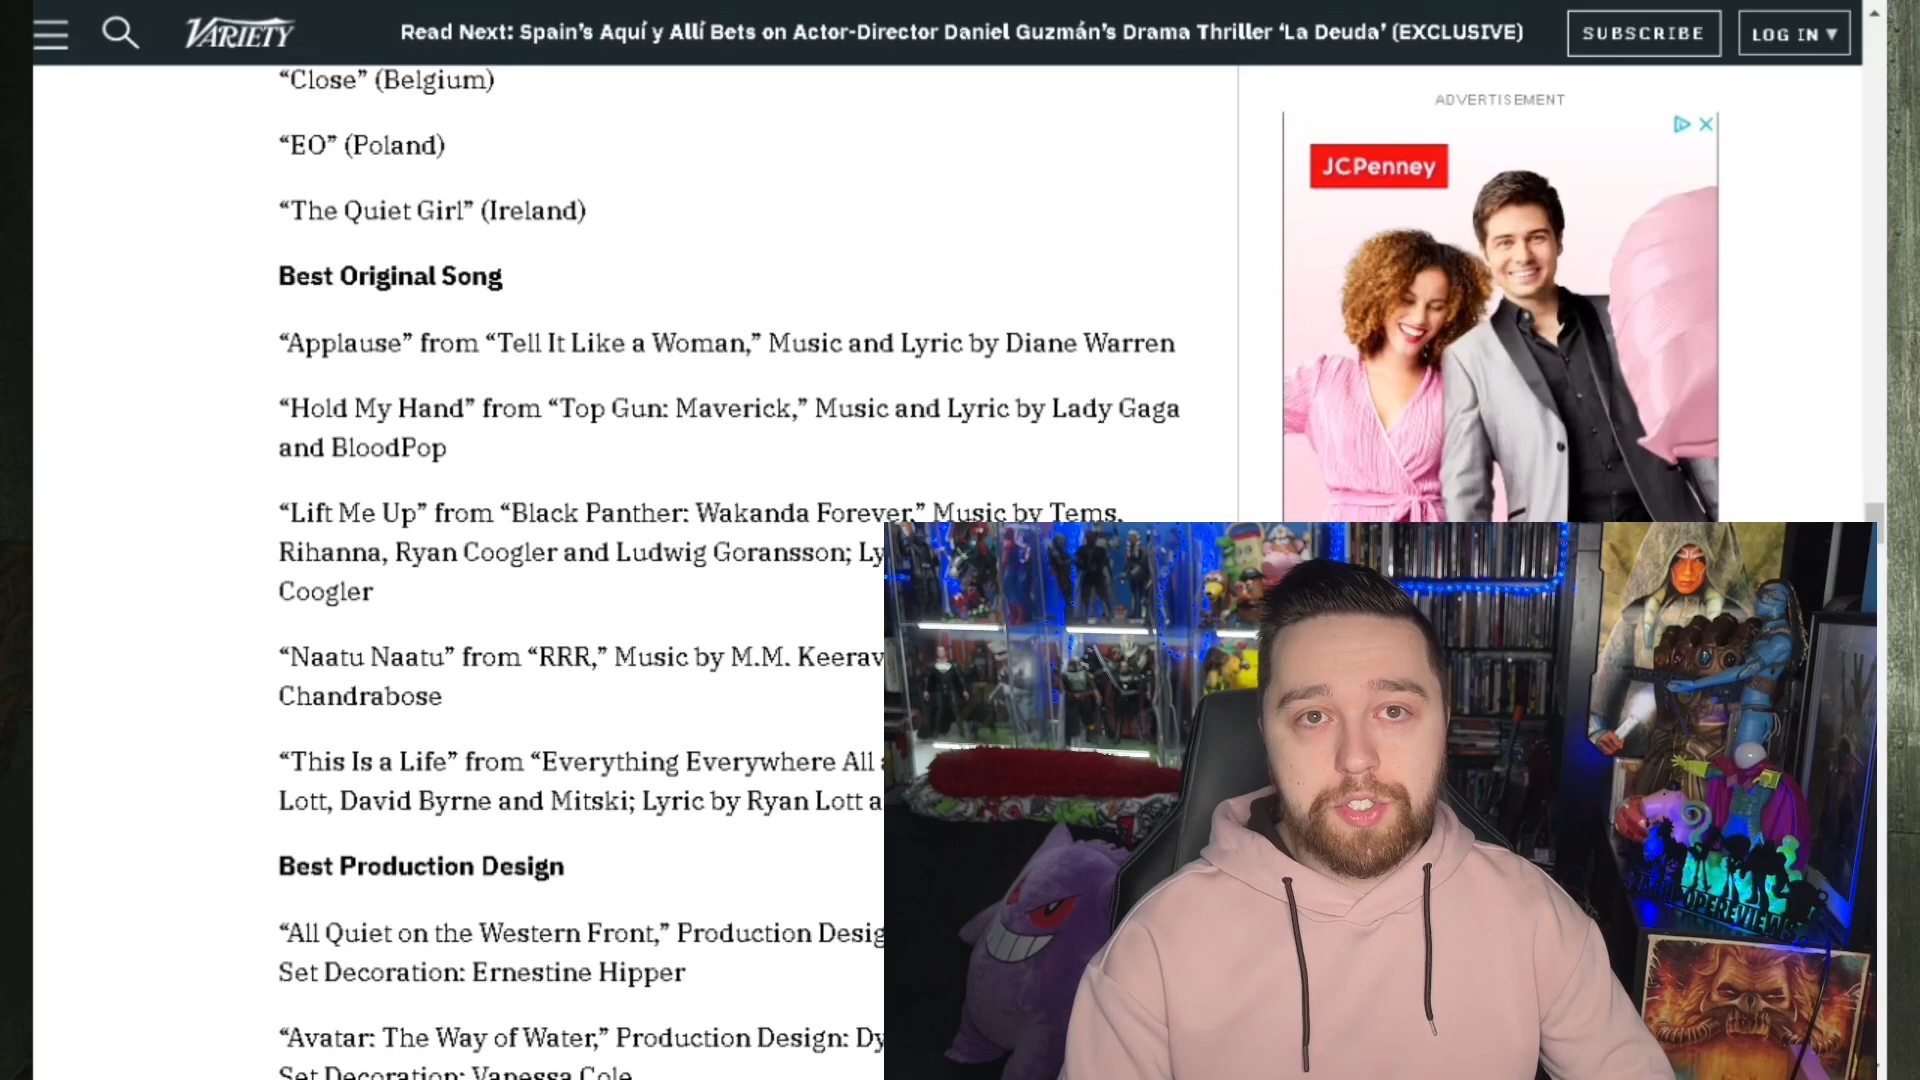 VARIETY
Read Next: Spain's Aquí y Allí Bets on Actor-Director Daniel Guzmán's Drama Thriller ‘La Deuda’ (EXCLUSIVE)
SUBSCRIBE
LOG IN ▼
“Close” (Belgium)
“EO” (Poland)
“The Quiet Girl” (Ireland)
Best Original Song
“Applause” from “Tell It Like a Woman,” Music and Lyric by Diane Warren
“Hold My Hand” from “Top Gun: Maverick,” Music and Lyric by Lady Gaga
and BloodPop
“Lift Me Up” from “Black Panther: Wakanda Forever,” Music by Tems,
Rihanna, Ryan Coogler and Ludwig Goransson; Ly
Coogler
“Naatu Naatu” from “RRR,” Music by M.M. Keerav
Chandrabose
“This Is a Life” from “Everything Everywhere All
Lott, David Byrne and Mitski; Lyric by Ryan Lott a
Best Production Design
“All Quiet on the Western Front,” Production Desig
Set Decoration: Ernestine Hipper
“Avatar: The Way of Water,” Production Design: Dy
Set Decoration: Vanessa Cole
ADVERTISEMENT
JCPenney